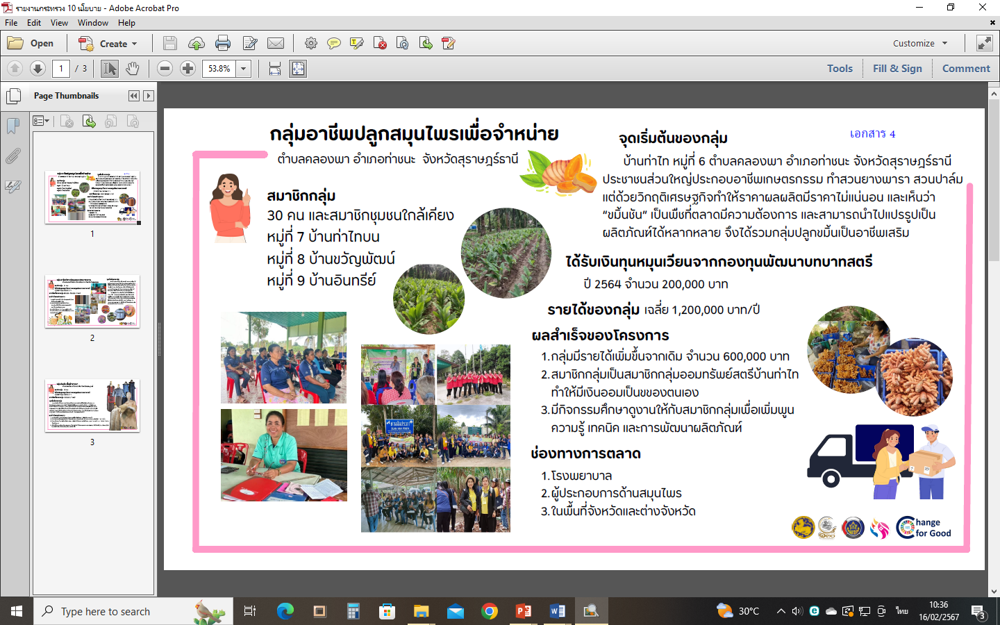 รายงานกระทรวง 10 นโยบาย - Adobe Acrobat Pro
File Edit View Window Help
Open Create Customize
1 / 3 53.8% Tools Fill & Sign Comment
Page Thumbnails
1
2
3
เอกสาร 4
กลุ่มอาชีพปลูกสมุนไพรเพื่อจำหน่าย
ตำบลคลองพา อำเภอท่าชนะ จังหวัดสุราษฎร์ธานี
สมาชิกกลุ่ม
30 คน และสมาชิกชุมชนใกล้เคียง
หมู่ที่ 7 บ้านท่าไทบน
หมู่ที่ 8 บ้านขวัญพัฒน์
หมู่ที่ 9 บ้านอินทรีย์
จุดเริ่มต้นของกลุ่ม
บ้านท่าไท หมู่ที่ 6 ตำบลคลองพา อำเภอท่าชนะ จังหวัดสุราษฎร์ธานี
ประชาชนส่วนใหญ่ประกอบอาชีพเกษตรกรรม ทำสวนยางพารา สวนปาล์ม
แต่ด้วยวิกฤติเศรษฐกิจทำให้ราคาผลผลิตมีราคาไม่แน่นอน และเห็นว่า
“ขมิ้นชัน” เป็นพืชที่ตลาดมีความต้องการ และสามารถนำไปแปรรูปเป็น
ผลิตภัณฑ์ได้หลากหลาย จึงได้รวมกลุ่มปลูกขมิ้นเป็นอาชีพเสริม
ได้รับเงินทุนหมุนเวียนจากกองทุนพัฒนาบทบาทสตรี
ปี 2564 จำนวน 200,000 บาท
รายได้ของกลุ่ม เฉลี่ย 1,200,000 บาท/ปี
ผลสำเร็จของโครงการ
1.กลุ่มมีรายได้เพิ่มขึ้นจากเดิม จำนวน 600,000 บาท
2.สมาชิกกลุ่มเป็นสมาชิกกลุ่มออมทรัพย์สตรีบ้านท่าไท
ทำให้มีเงินออมเป็นขของตนเอง
3.มีกิจกรรมศึกษาดูงานให้กับสมาชิกกลุ่มเพื่อเพิ่มพูน
ความรู้ เทคนิค และการพัฒนาผลิตภัณฑ์
ช่องทางการตลาด
1.โรงพยาบาล
2.ผู้ประกอบการด้านสมุนไพร
3.ในพื้นที่จังหวัดและต่างจังหวัด
Change
for Good
Type here to search
30°C ไทย 10:36
16/02/2567 3